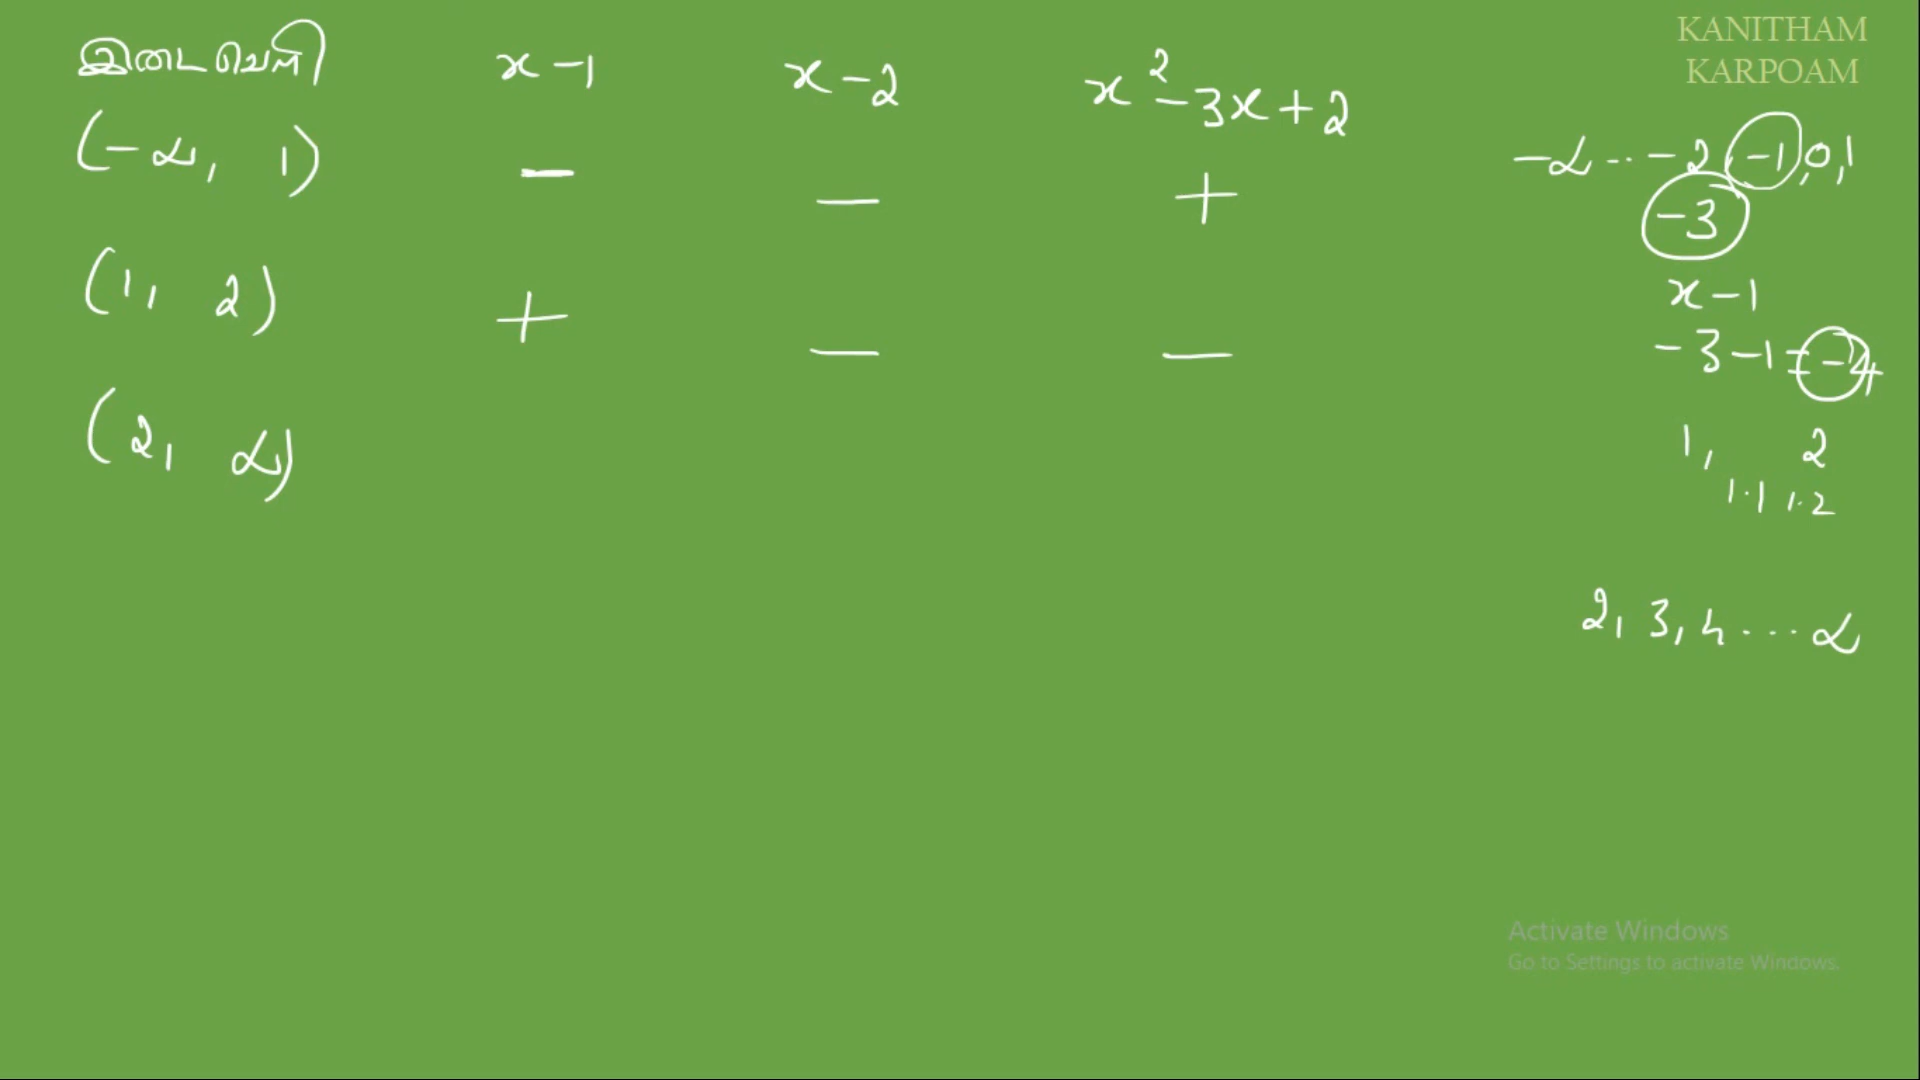 KANITHAM
KARPOAM
இடைவெளி x-1 x-2 x²-3x+2
(-∝, 1) - - +
(1, 2) + - -
(2, ∝)
-∝ ... -2, -1, 0, 1
-3
x-1
-3-1=-4
1, 2
1.1 1.2
2, 3, 4 .... ∝
Activate Windows
Go to Settings to activate Windows.